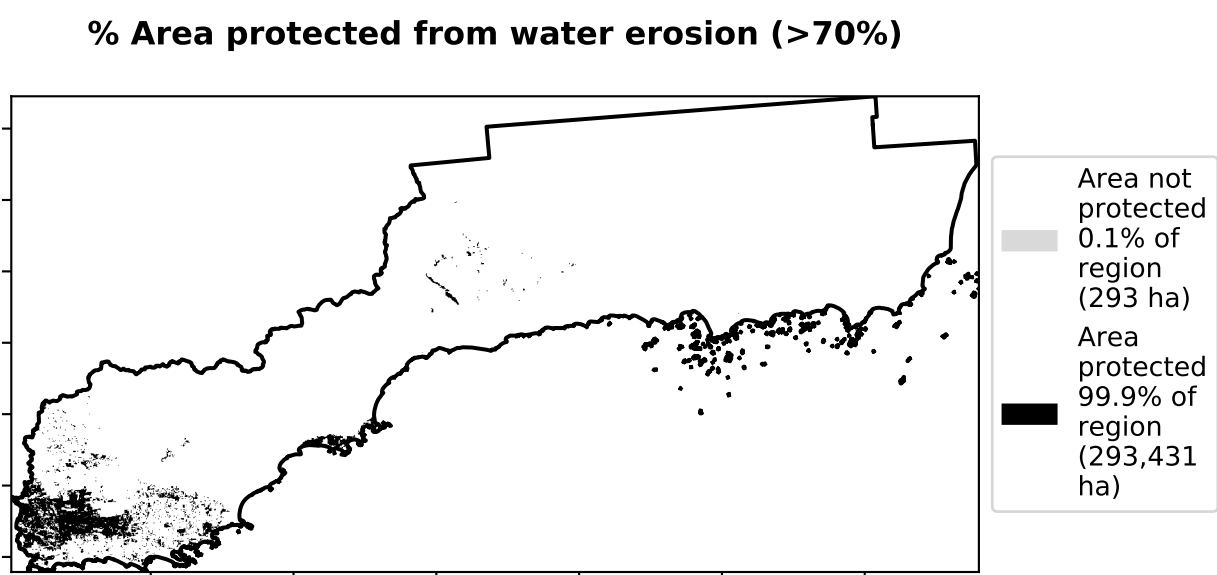 % Area protected from water erosion (>70%)
Area not
protected
0.1% of
region
(293 ha)
Area
protected
99.9% of
region
(293,431
ha)